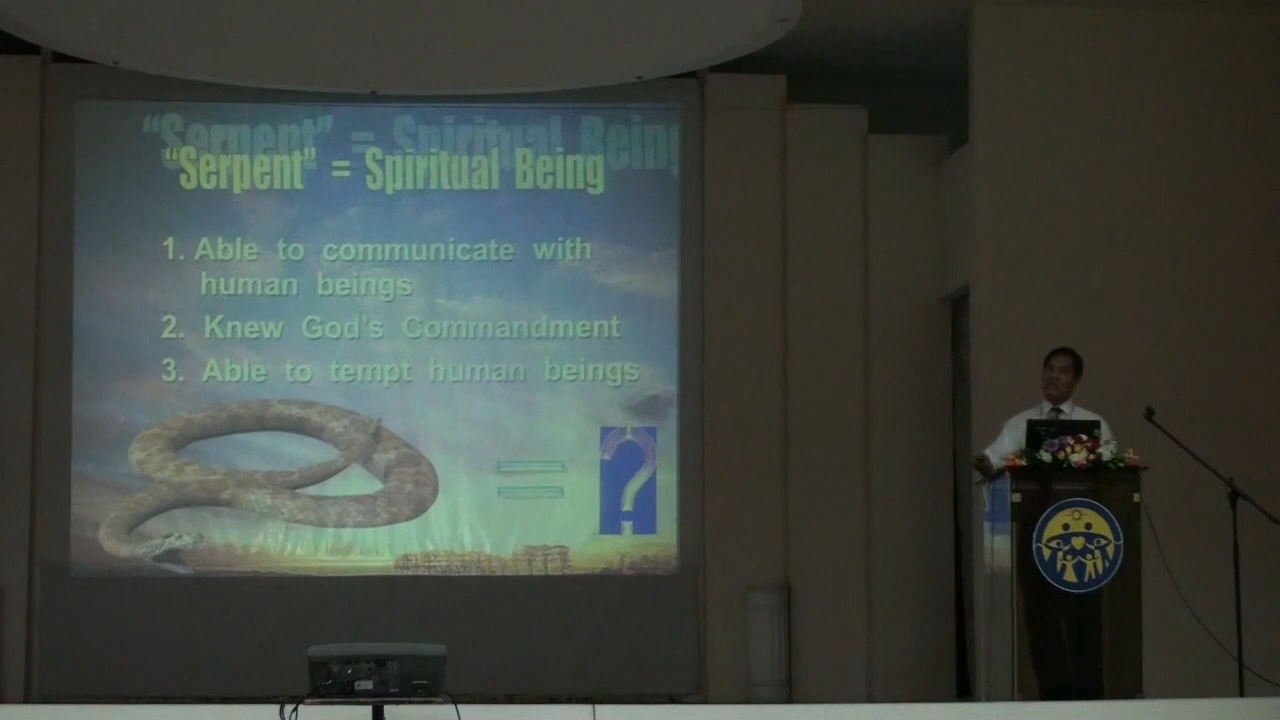 “Serpent” = Spiritual Being
1. Able to communicate with
human beings
2. Knew God's Commandment
3. Able to tempt human beings
= ?